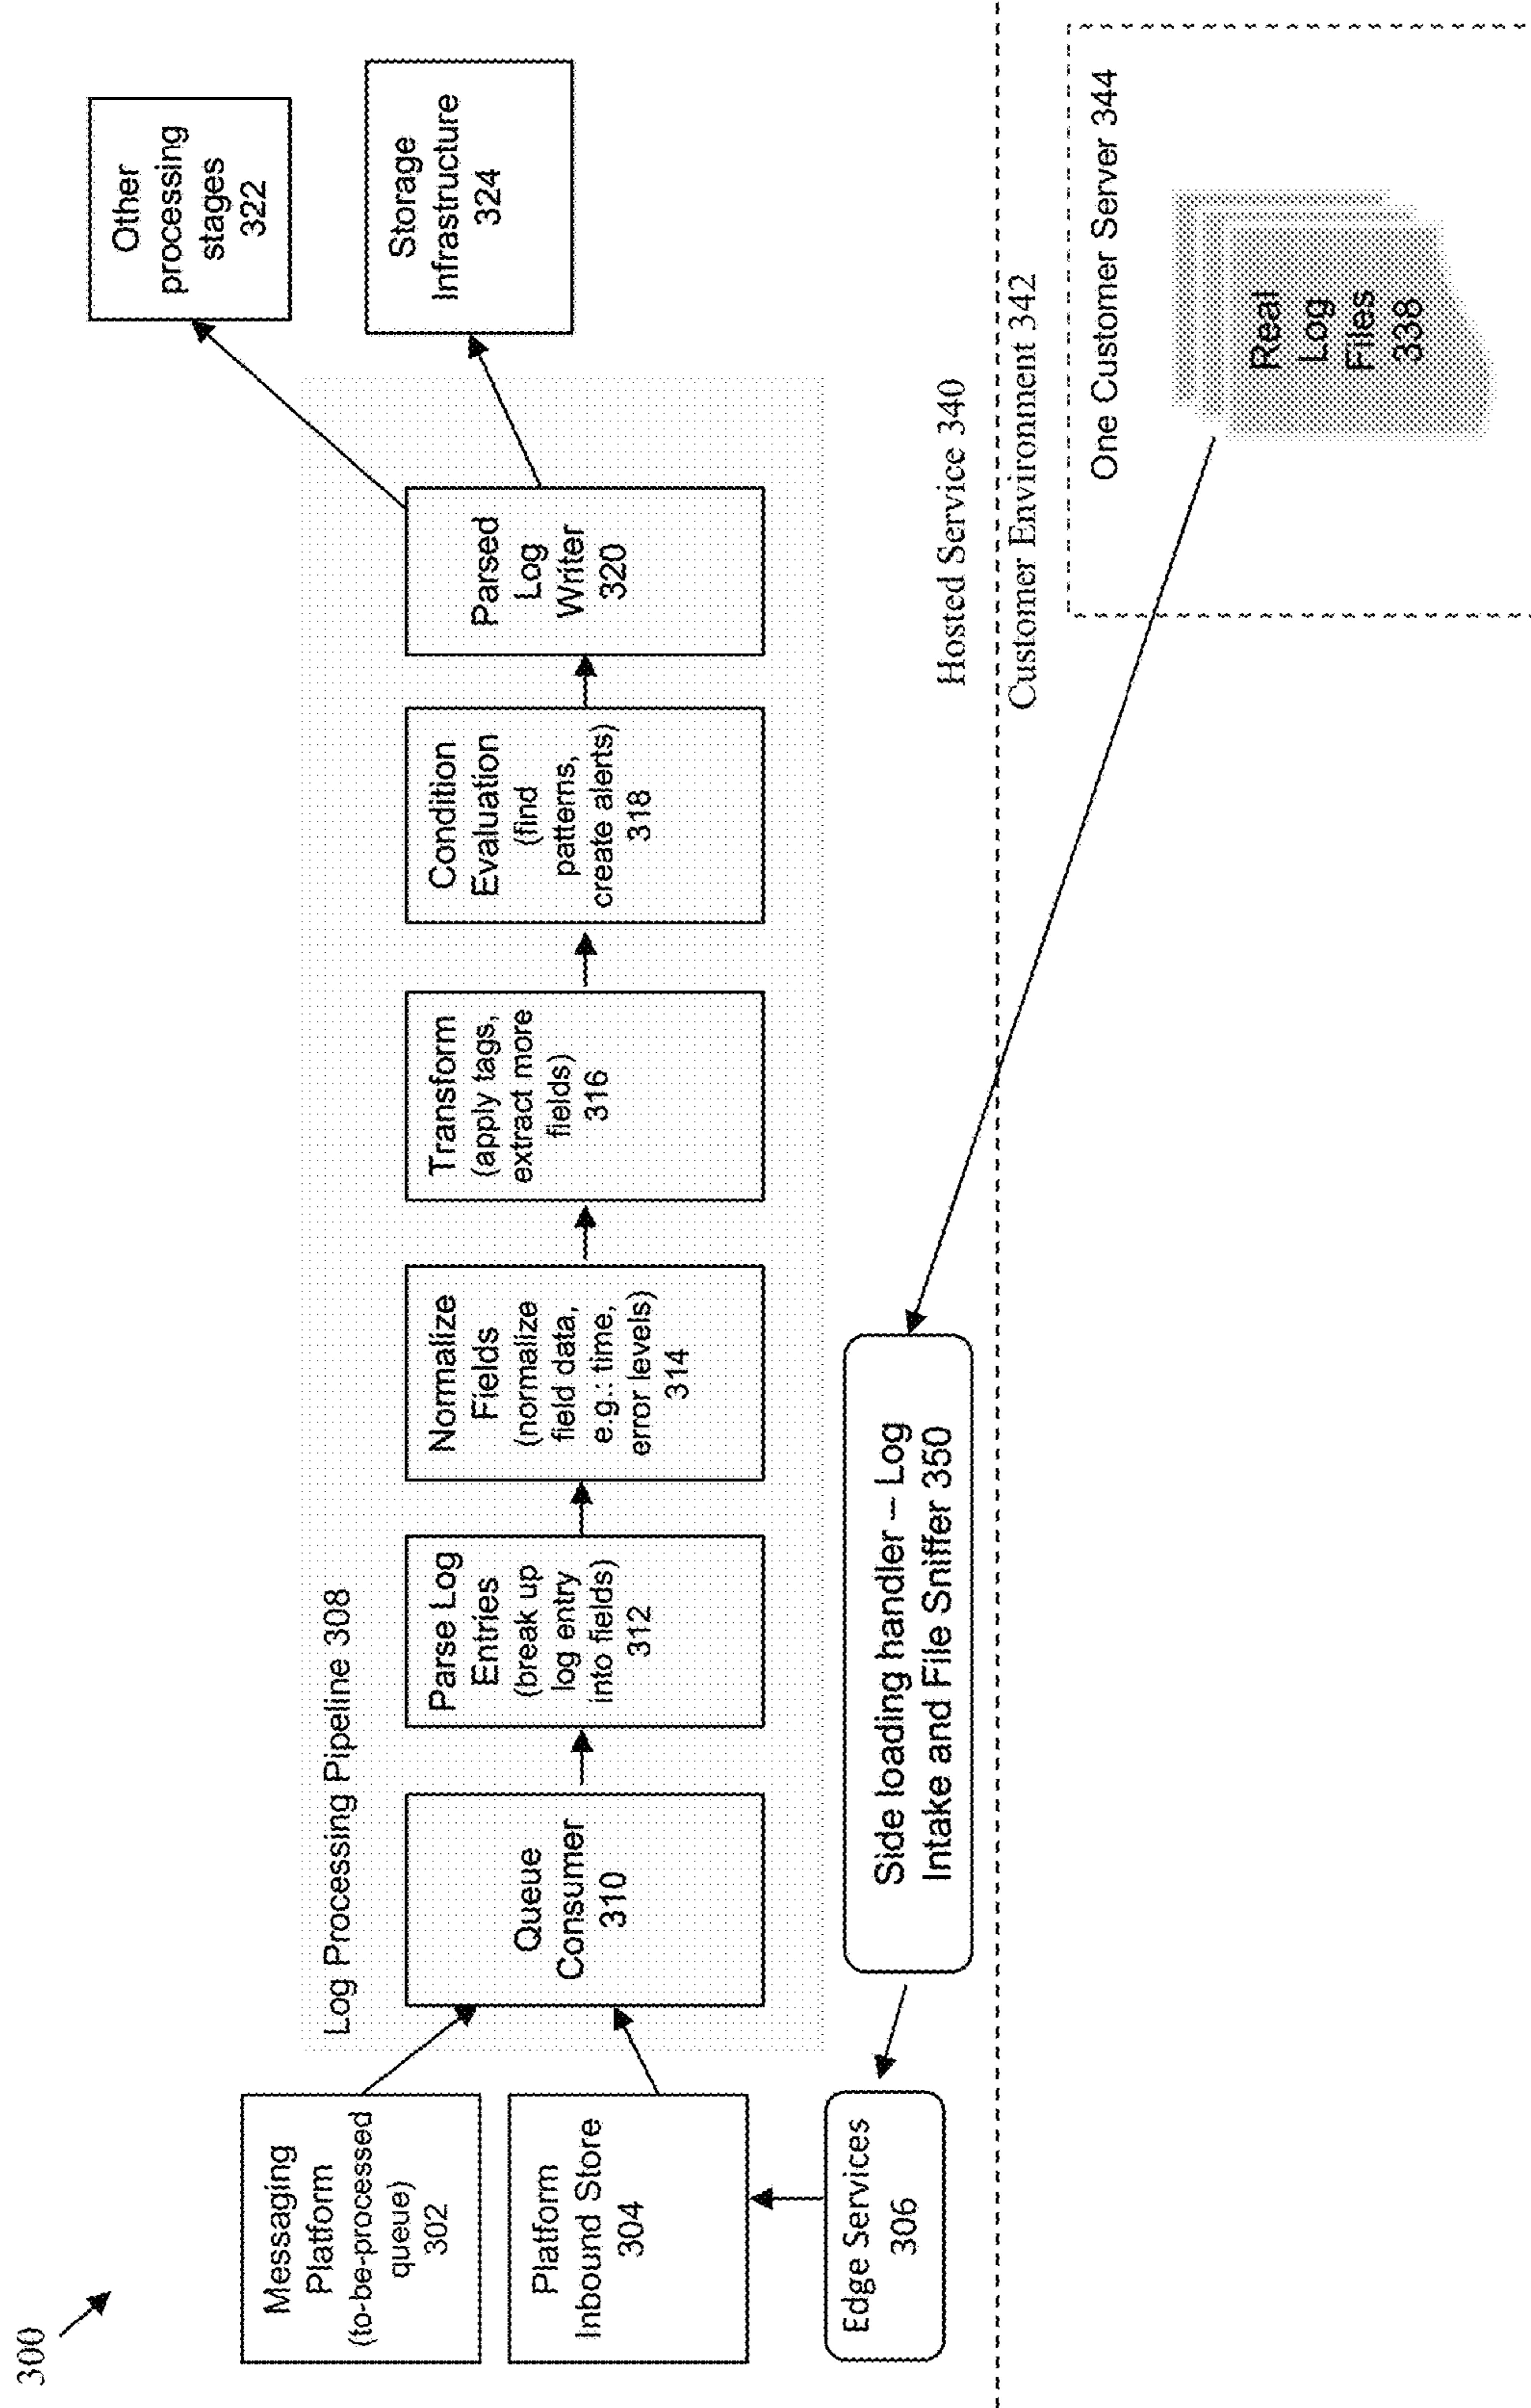 300
Messaging
Platform
(to-be-processed
queue)
302
Platform
Inbound Store
304
Edge Services
306
Log Processing Pipeline 308
Queue
Consumer
310
Parse Log
Entries
(break up
log entry
into fields)
312
Normalize
Fields
(normalize
field data,
e.g.: time,
error levels)
314
Transform
(apply tags,
extract more
fields)
316
Condition
Evaluation
(find
patterns,
create alerts)
318
Parsed
Log
Writer
320
Other
processing
stages
322
Storage
Infrastructure
324
Side loading handler – Log
Intake and File Sniffer 350
Hosted Service 340
Customer Environment 342
One Customer Server 344
Real
Log
Files
338